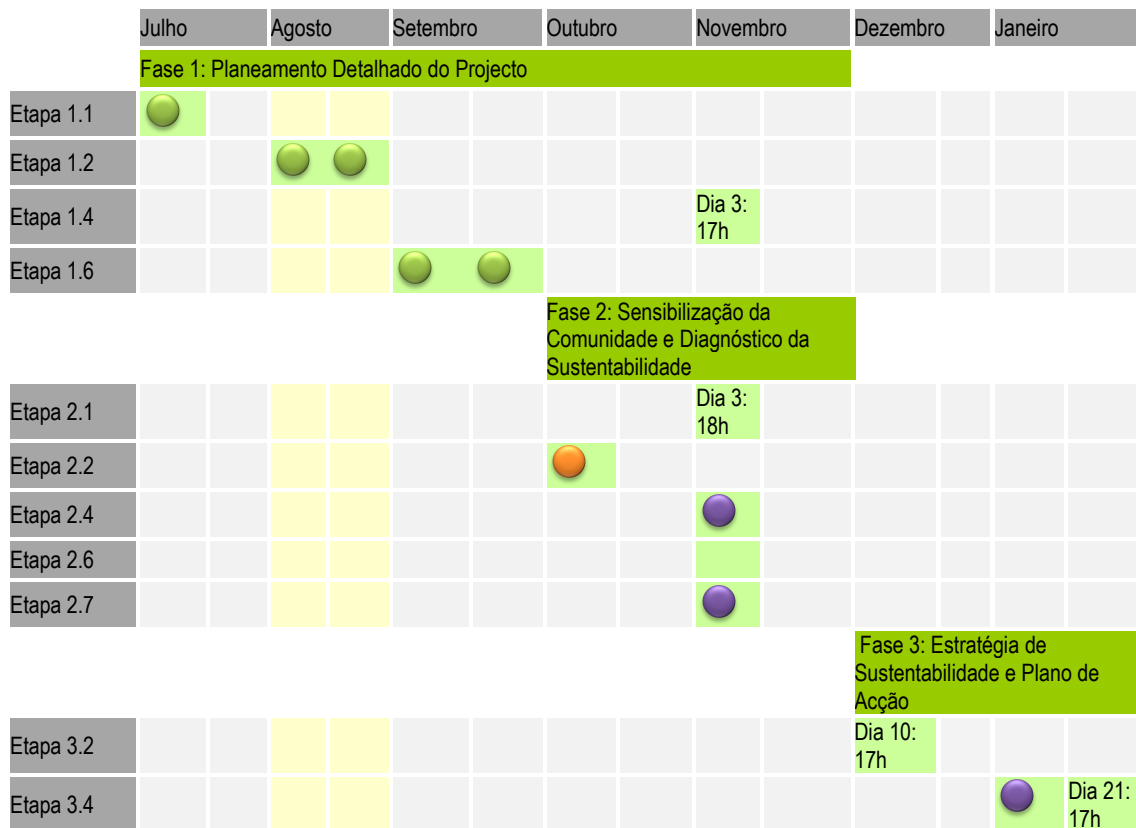 Julho Agosto Setembro Outubro Novembro Dezembro Janeiro
Fase 1: Planeamento Detalhado do Projecto
Etapa 1.1
Etapa 1.2
Etapa 1.4
Dia 3:
17h
Etapa 1.6
Fase 2: Sensibilização da
Comunidade e Diagnóstico da
Sustentabilidade
Etapa 2.1
Dia 3:
18h
Etapa 2.2
Etapa 2.4
Etapa 2.6
Etapa 2.7
Fase 3: Estratégia de
Sustentabilidade e Plano de
Acção
Etapa 3.2
Dia 10:
17h
Etapa 3.4
Dia 21:
17h